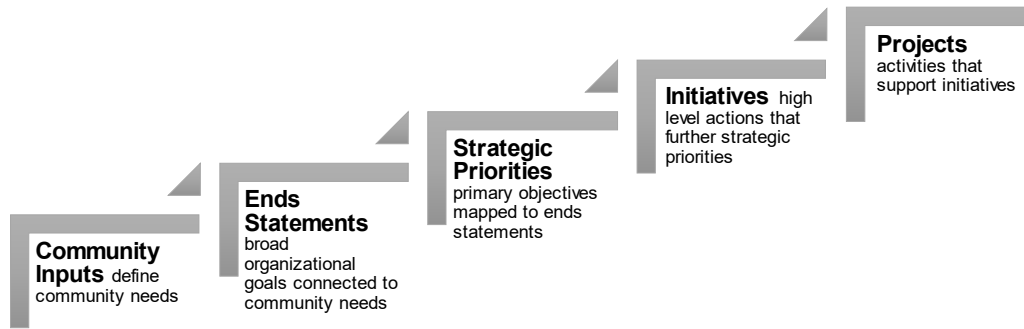 Community
Inputs define
community needs
Ends
Statements
broad
organizational
goals connected to
community needs
Strategic
Priorities
primary objectives
mapped to ends
statements
Initiatives high
level actions that
further strategic
priorities
Projects
activities that
support initiatives